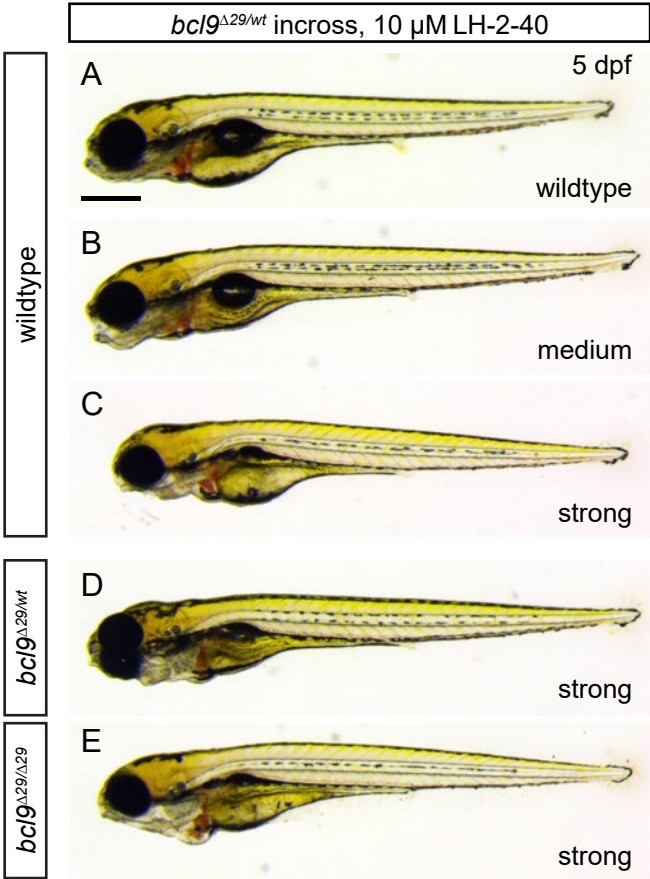 bcl9Δ29/wt incross, 10 µM LH-2-40
A
5 dpf
wildtype
wildtype
B
medium
C
strong
bcl9Δ29/wt
D
strong
bcl9Δ29/Δ29
E
strong